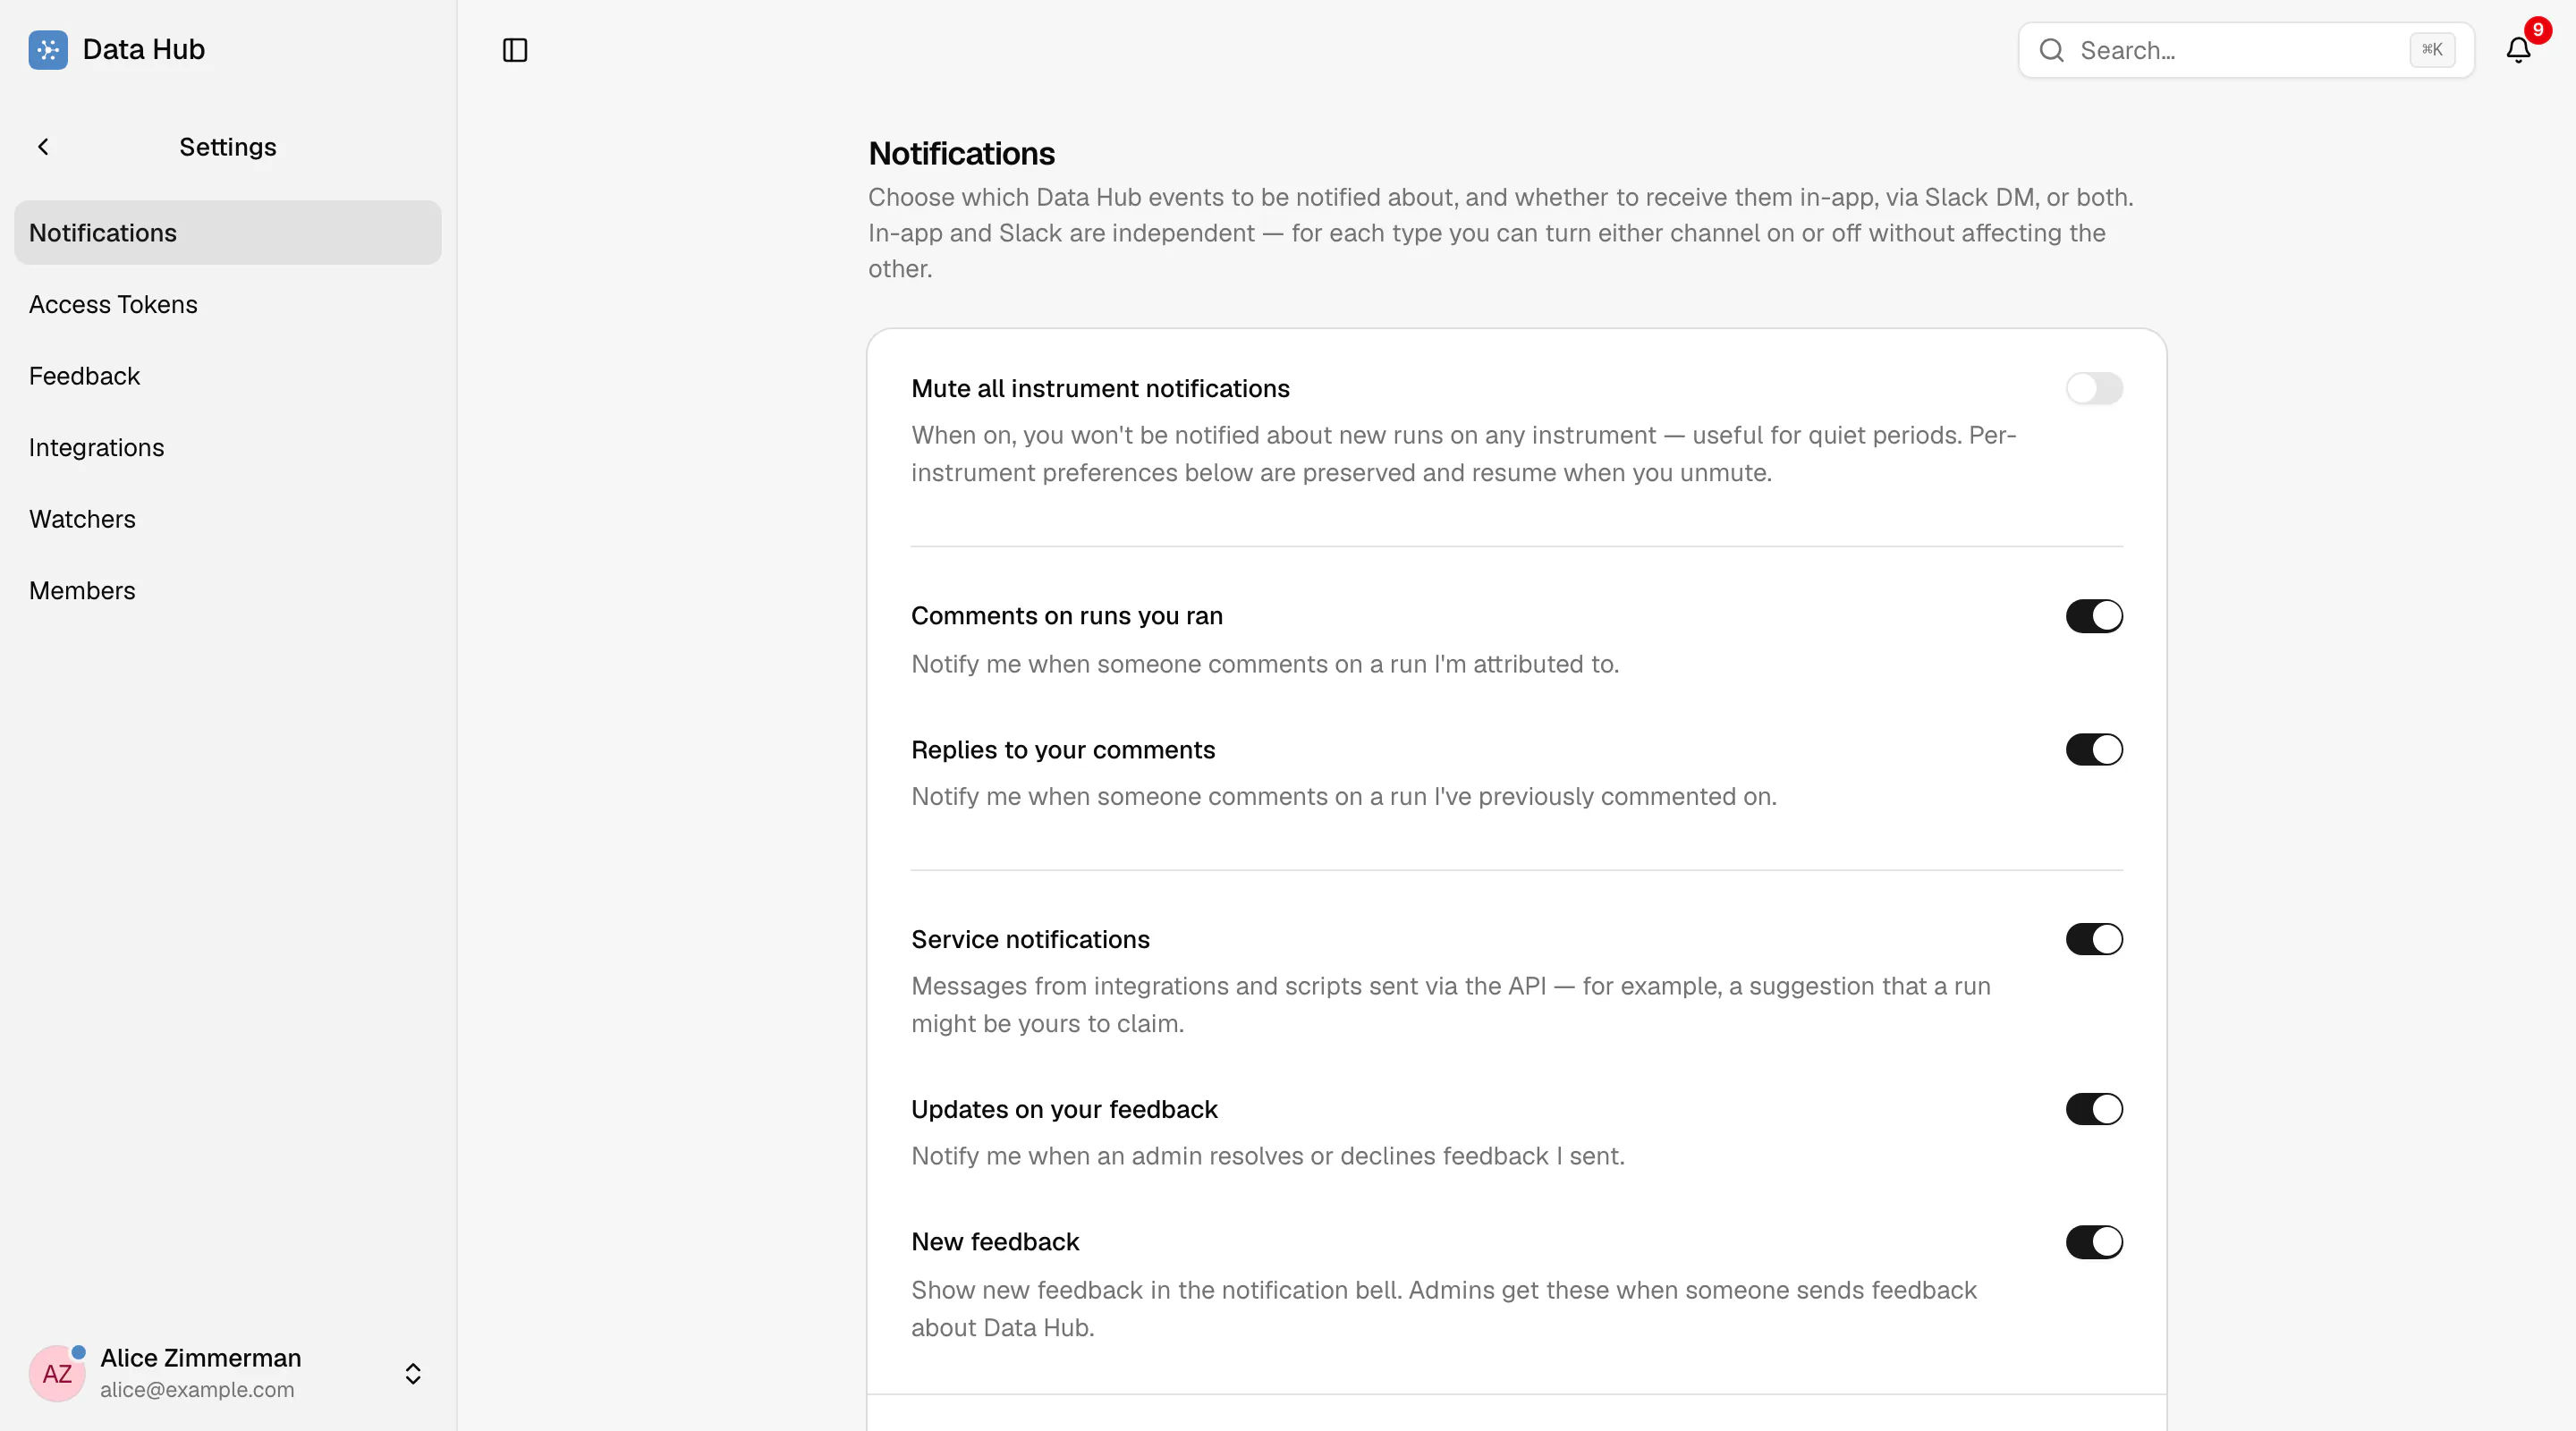 Data Hub
Search...
⌘K
9
Settings
Notifications
Access Tokens
Feedback
Integrations
Watchers
Members
Notifications
Choose which Data Hub events to be notified about, and whether to receive them in-app, via Slack DM, or both.
In-app and Slack are independent — for each type you can turn either channel on or off without affecting the
other.
Mute all instrument notifications
When on, you won't be notified about new runs on any instrument — useful for quiet periods. Per-
instrument preferences below are preserved and resume when you unmute.
Comments on runs you ran
Notify me when someone comments on a run I'm attributed to.
Replies to your comments
Notify me when someone comments on a run I've previously commented on.
Service notifications
Messages from integrations and scripts sent via the API — for example, a suggestion that a run
might be yours to claim.
Updates on your feedback
Notify me when an admin resolves or declines feedback I sent.
New feedback
Show new feedback in the notification bell. Admins get these when someone sends feedback
about Data Hub.
AZ
Alice Zimmerman
alice@example.com